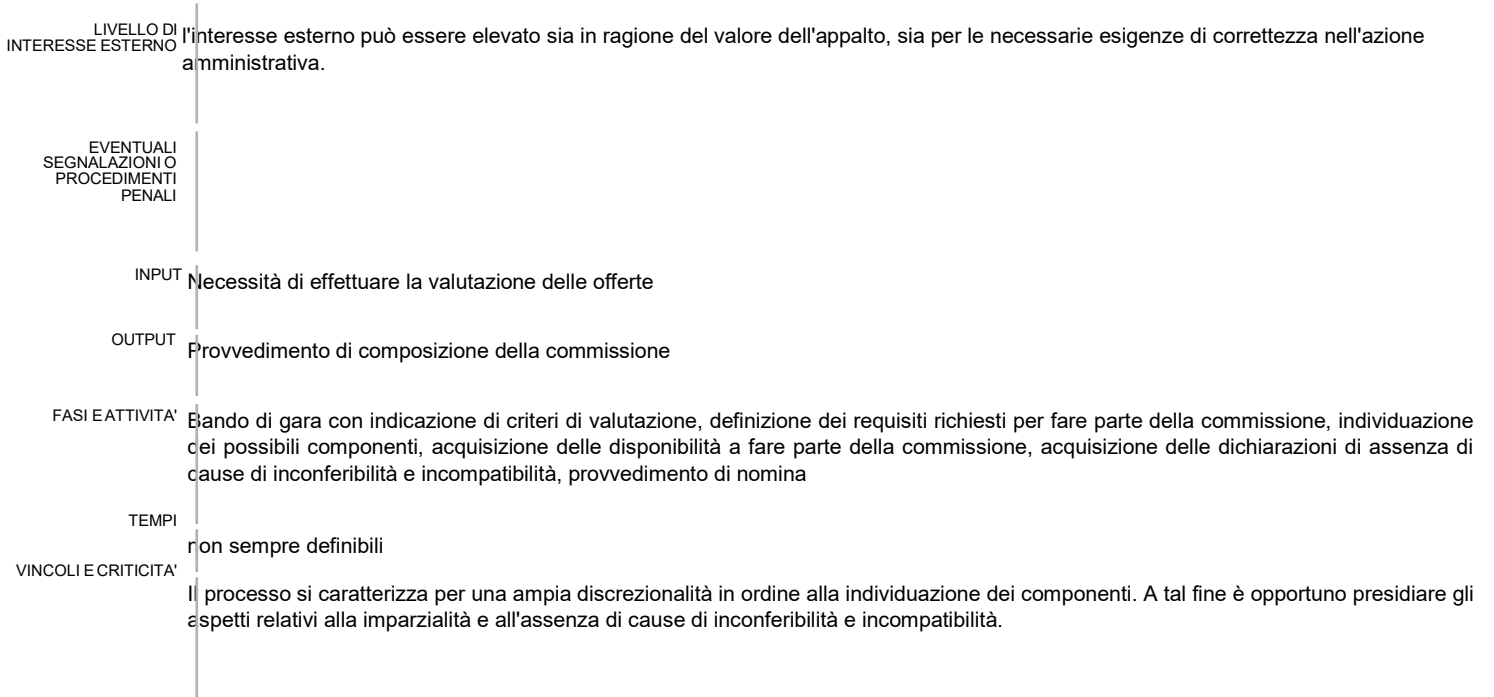 LIVELLO DI
INTERESSE ESTERNO
l'interesse esterno può essere elevato sia in ragione del valore dell'appalto, sia per le necessarie esigenze di correttezza nell'azione
amministrativa.
EVENTUALI
SEGNALAZIONI O
PROCEDIMENTI
PENALI
INPUT
Necessità di effettuare la valutazione delle offerte
OUTPUT
Provvedimento di composizione della commissione
FASI E ATTIVITA'
Bando di gara con indicazione di criteri di valutazione, definizione dei requisiti richiesti per fare parte della commissione, individuazione
dei possibili componenti, acquisizione delle disponibilità a fare parte della commissione, acquisizione delle dichiarazioni di assenza di
cause di inconferibilità e incompatibilità, provvedimento di nomina
TEMPI
non sempre definibili
VINCOLI E CRITICITA'
Il processo si caratterizza per una ampia discrezionalità in ordine alla individuazione dei componenti. A tal fine è opportuno presidiare gli
aspetti relativi alla imparzialità e all'assenza di cause di inconferibilità e incompatibilità.